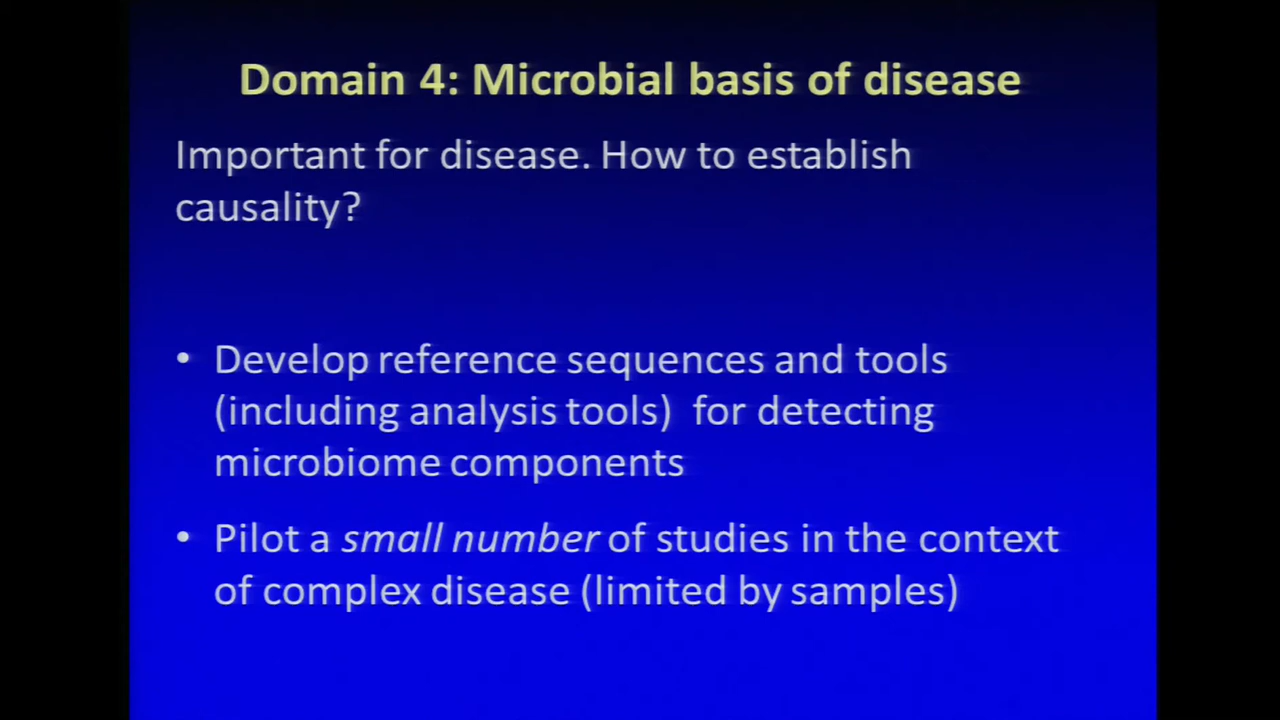 Domain 4: Microbial basis of disease
Important for disease. How to establish
causality?
• Develop reference sequences and tools
(including analysis tools)  for detecting
microbiome components
• Pilot a small number of studies in the context
of complex disease (limited by samples)